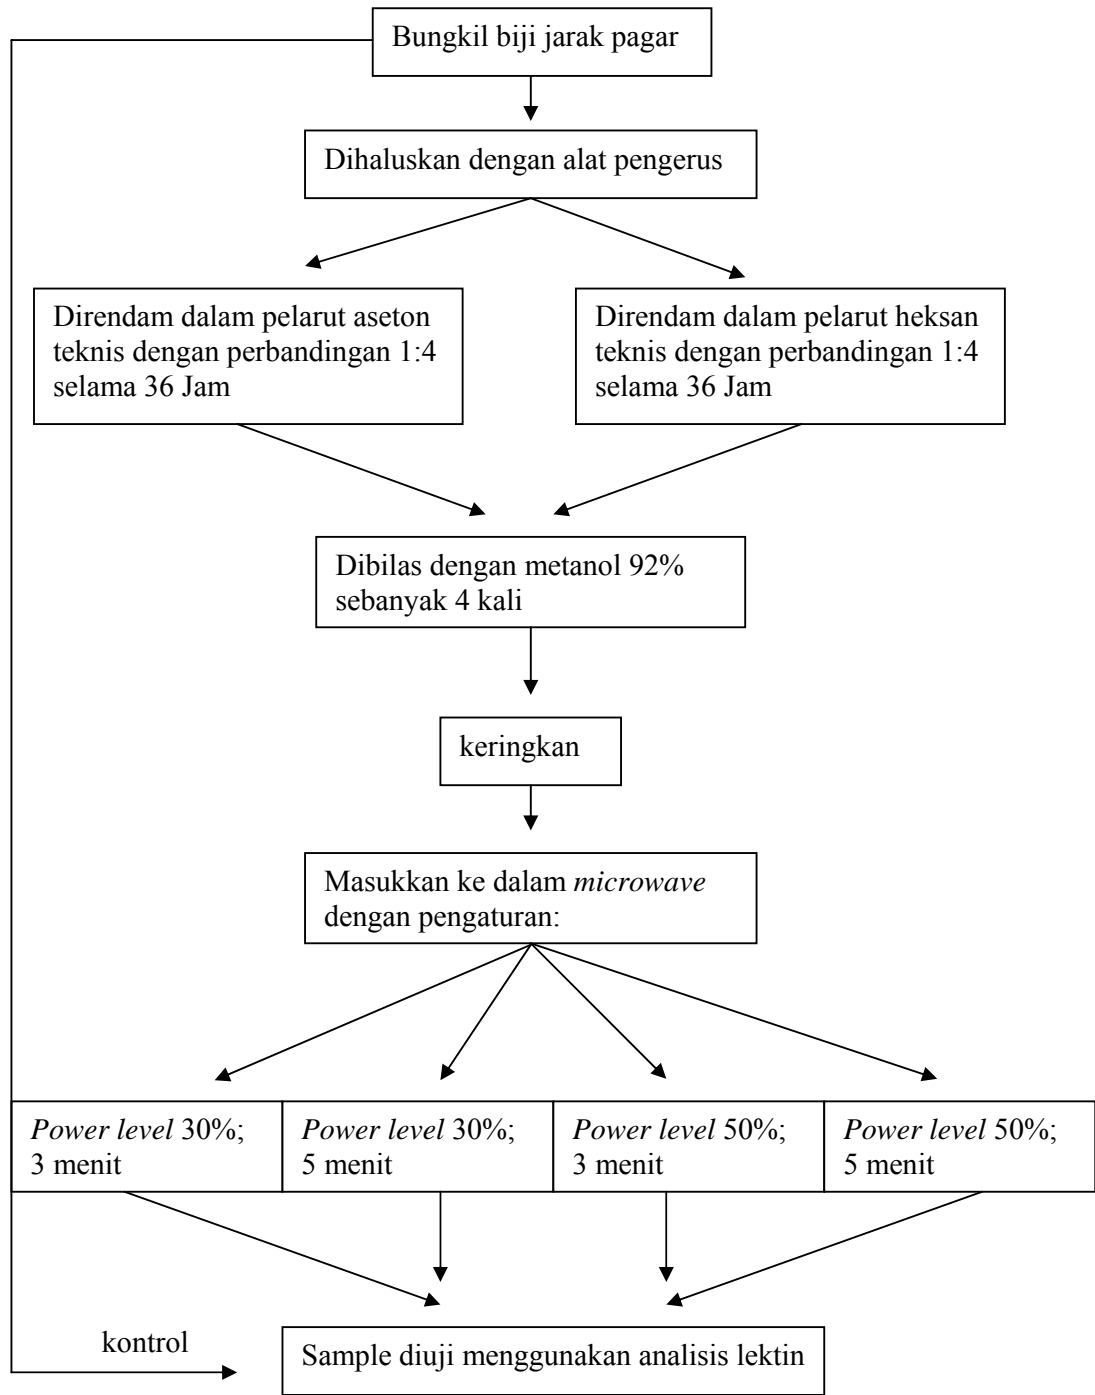 Bungkil biji jarak pagar
Dihaluskan dengan alat pengerus
Direndam dalam pelarut aseton
teknis dengan perbandingan 1:4
selama 36 Jam
Direndam dalam pelarut heksan
teknis dengan perbandingan 1:4
selama 36 Jam
Dibilas dengan metanol 92%
sebanyak 4 kali
keringkan
Masukkan ke dalam microwave
dengan pengaturan:
Power level 30%;
3 menit
Power level 30%;
5 menit
Power level 50%;
3 menit
Power level 50%;
5 menit
kontrol
Sample diuji menggunakan analisis lektin